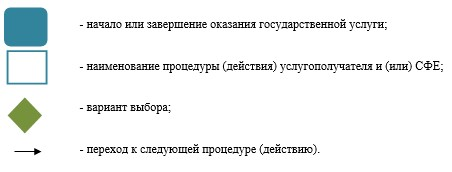 - начало или завершение оказания государственной услуги;
- наименование процедуры (действия) услугополучателя и (или) СФЕ;
- вариант выбора;
- переход к следующей процедуре (действию).